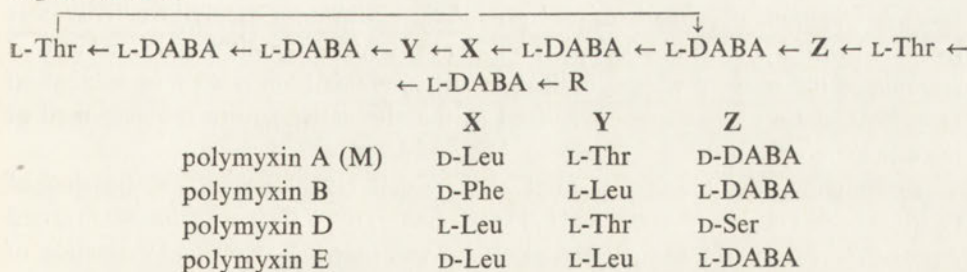 L-Thr ← L-DABA ← L-DABA ← Y ← X ← L-DABA ← L-DABA ← Z ← L-Thr ←
← L-DABA ← R
X Y Z
polymyxin A (M) D-Leu L-Thr D-DABA
polymyxin B D-Phe L-Leu L-DABA
polymyxin D L-Leu L-Thr D-Ser
polymyxin E D-Leu L-Leu L-DABA